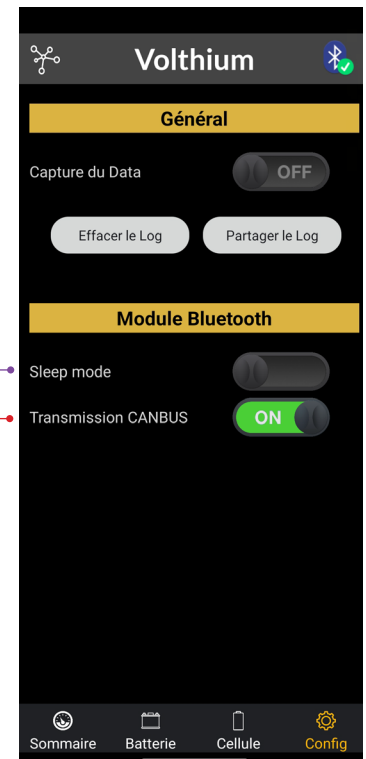 Volthium
Général
Capture du Data OFF
Effacer le Log Partager le Log
Module Bluetooth
Sleep mode
Transmission CANBUS ON
Sommaire Batterie Cellule Config